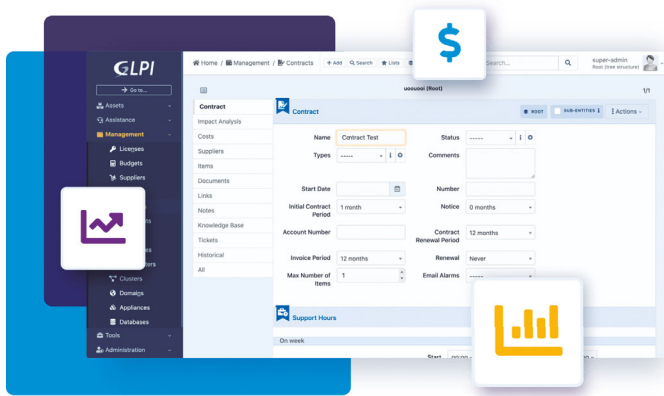 GLPI
Home / Management / Contracts + Add Search Lists Search...
super-admin
Root (tree structure)
Go to...
uoouooi (Root) 1/1
Assets
Assistance
Management
Licenses
Budgets
Suppliers
Clusters
Domains
Appliances
Databases
Tools
Administration
Contract
Impact Analysis
Costs
Suppliers
Items
Documents
Links
Notes
Knowledge Base
Tickets
Historical
All
Contract ROOT SUB-ENTITIES Actions
Name Contract Test Status -----
Types ----- Comments
Start Date Number
Initial Contract Period 1 month Notice 0 months
Account Number Contract Renewal Period 12 months
Invoice Period 12 months Renewal Never
Max Number of Items 1 Email Alarms -----
Support Hours
On week
Start
$